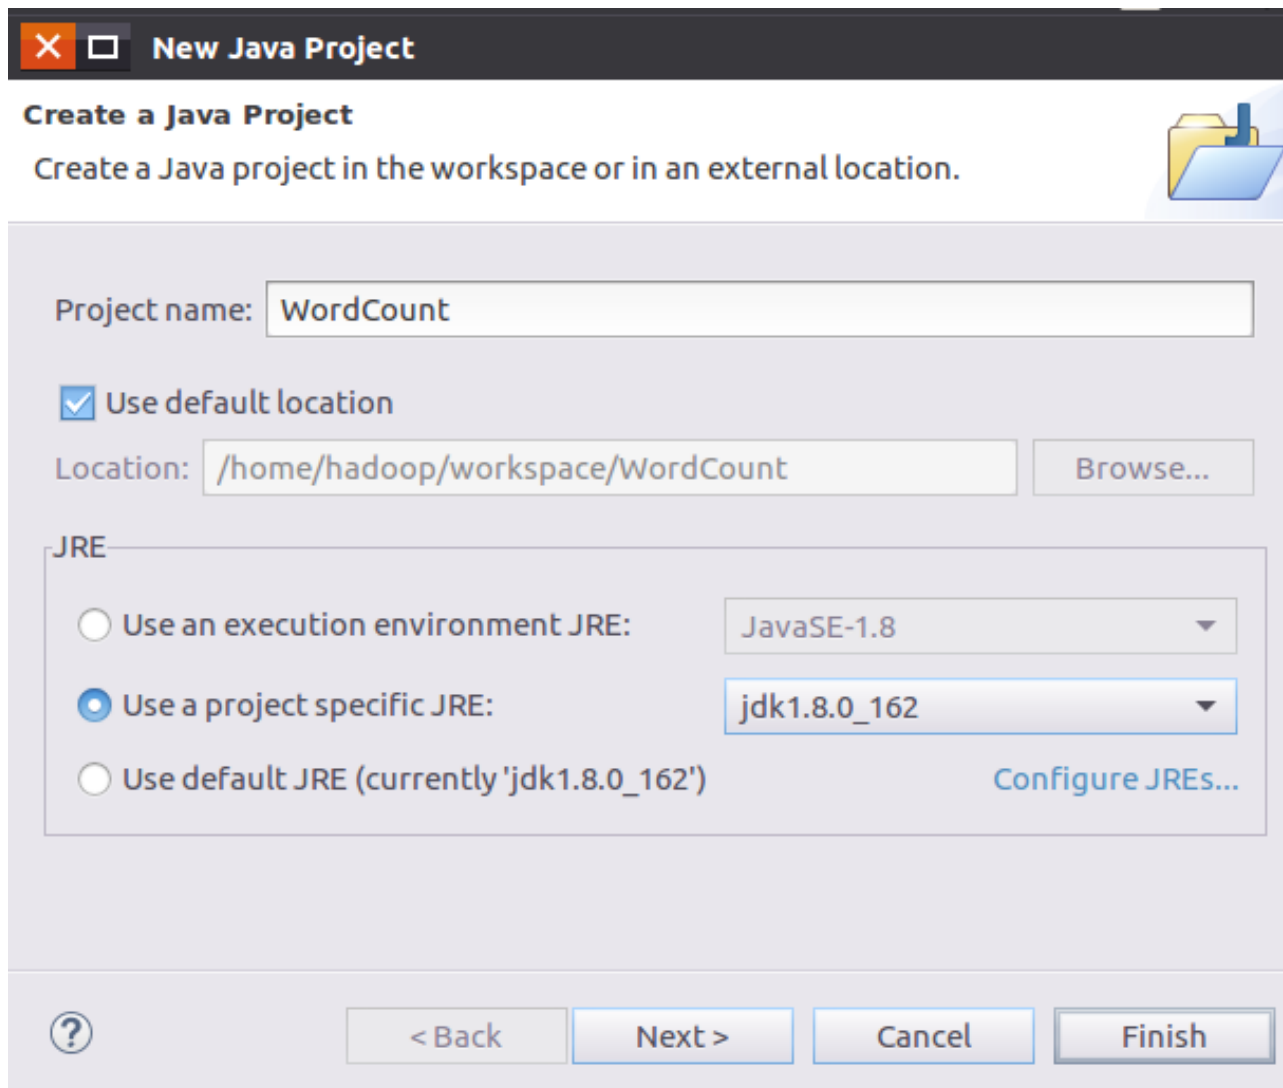 New Java Project
Create a Java Project
Create a Java project in the workspace or in an external location.
Project name: WordCount
Use default location
Location: /home/hadoop/workspace/WordCount Browse...
JRE
Use an execution environment JRE: JavaSE-1.8
Use a project specific JRE: jdk1.8.0_162
Use default JRE (currently 'jdk1.8.0_162') Configure JREs...
? < Back Next > Cancel Finish